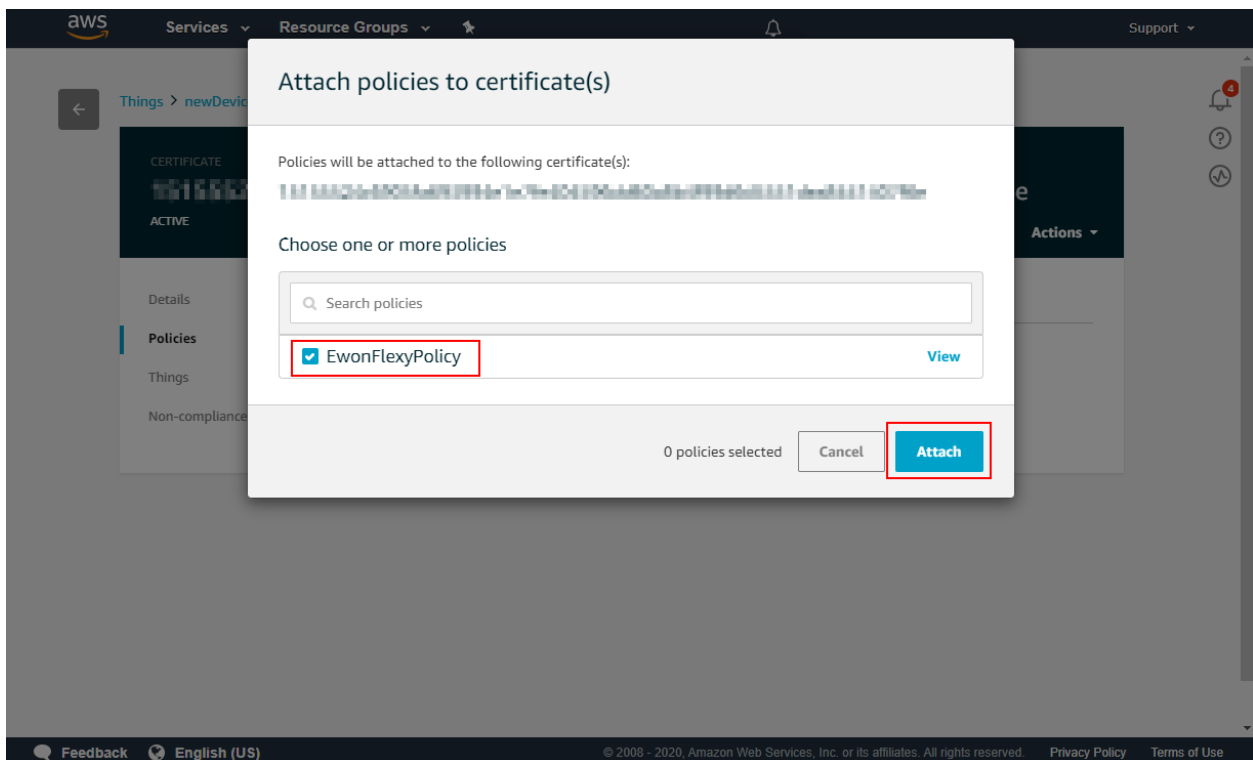 aws
Services
Resource Groups
Support
Attach policies to certificate(s)
4
Things > newDevic
Policies will be attached to the following certificate(s):
CERTIFICATE
e
ACTIVE
Actions
Choose one or more policies
Details
Search policies
Policies
EwonFlexyPolicy
View
Things
Non-compliance
0 policies selected
Cancel
Attach
Feedback
English (US)
© 2008 - 2020, Amazon Web Services, Inc. or its affiliates. All rights reserved.
Privacy Policy
Terms of Use